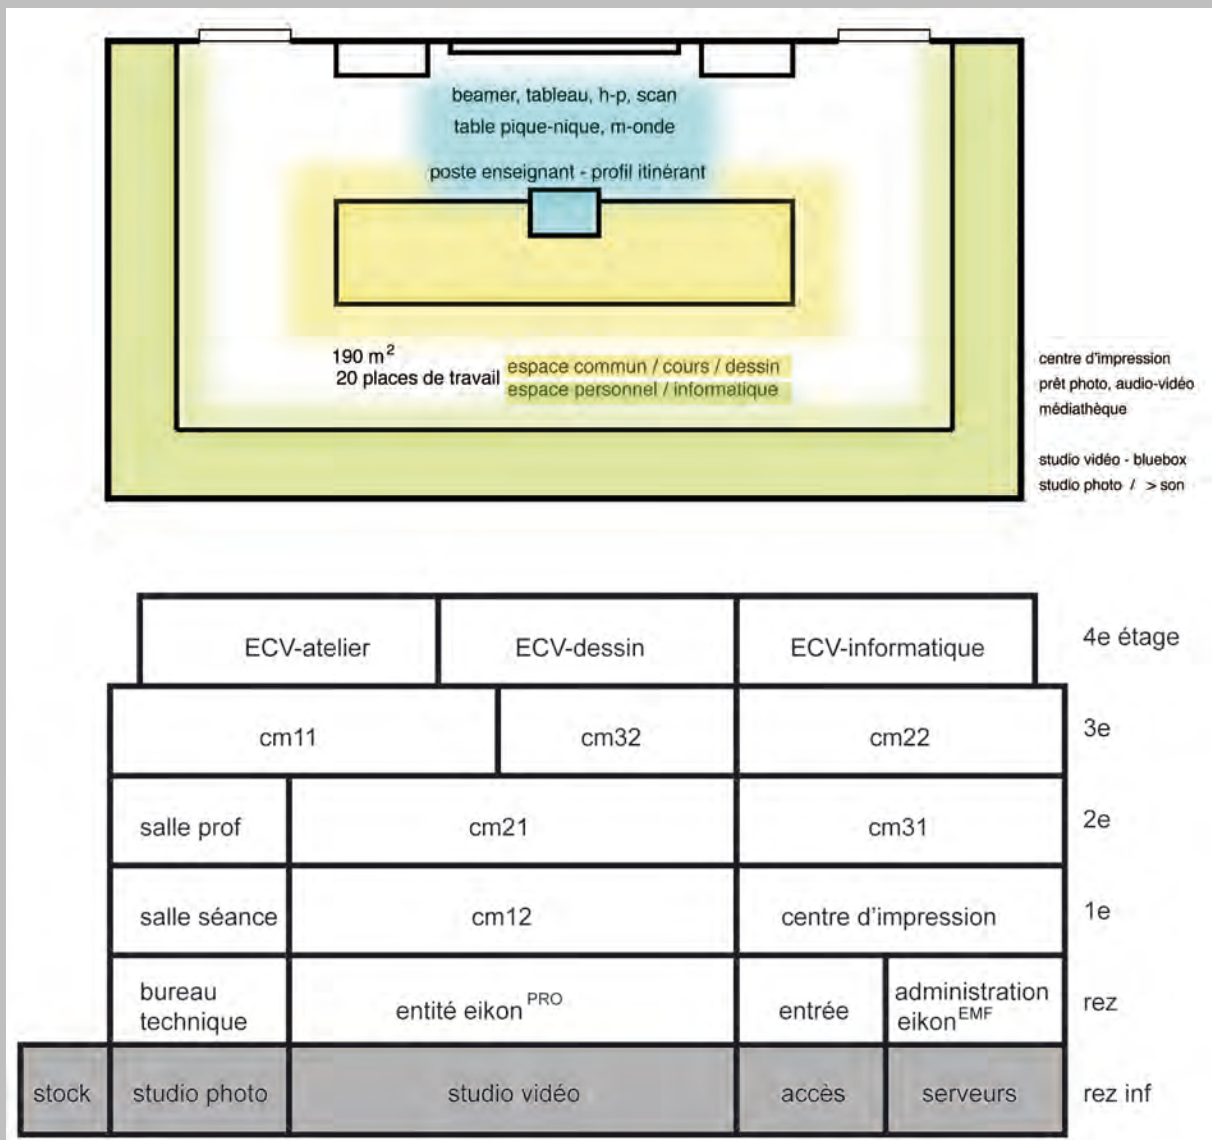 beamer, tableau, h-p, scan
table pique-nique, m-onde
poste enseignant - profil itinérant
190 m²
20 places de travail
espace commun / cours / dessin
espace personnel / informatique
centre d'impression
prêt photo, audio-vidéo
médiathèque
studio vidéo - bluebox
studio photo / > son
ECV-atelier ECV-dessin ECV-informatique 4e étage
cm11 cm32 cm22 3e
salle prof cm21 cm31 2e
salle séance cm12 centre d'impression 1e
bureau
technique
entité eikon PRO
entrée
administration
eikon EMF
rez
stock studio photo studio vidéo accès serveurs rez inf